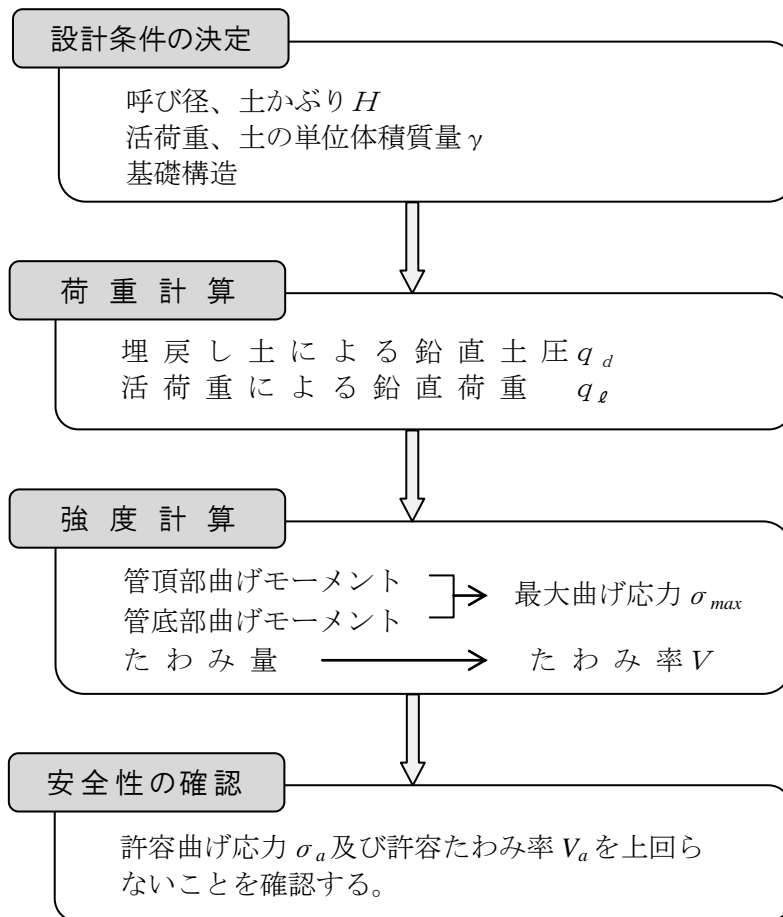 設計条件の決定
呼び径、土かぶりH
活荷重、土の単位体積質量γ
基礎構造
荷重計算
埋戻し土による鉛直土圧qd
活荷重による鉛直荷重 qℓ
強度計算
管頂部曲げモーメント
管底部曲げモーメント
最大曲げ応力σmax
たわみ量 たわみ率V
安全性の確認
許容曲げ応力σa及び許容たわみ率Vaを上回ら
ないことを確認する。